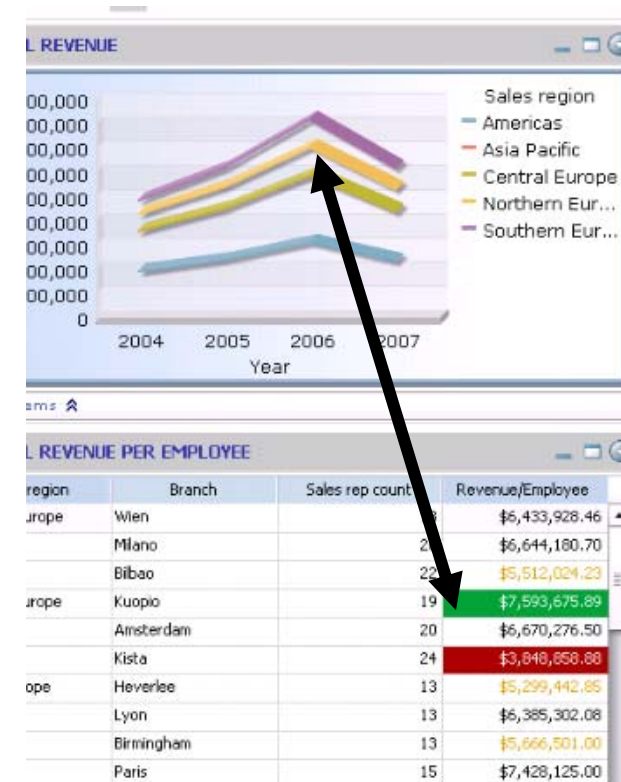 L REVENUE
00,000
00,000
00,000
00,000
00,000
00,000
00,000
00,000
00,000
0
2004 2005 2006 2007
Year
Sales region
Americas
Asia Pacific
Central Europe
Northern Eur...
Southern Eur...
ems
L REVENUE PER EMPLOYEE
region Branch Sales rep count Revenue/Employee
urope Wien $6,433,928.46
Milano $6,644,180.70
Bilbao 22 $5,512,024.23
urope Kuopio 19 $7,593,675.89
Amsterdam 20 $6,670,276.50
Kista 24 $3,848,858.88
ope Heverlee 13 $5,299,442.85
Lyon 13 $6,385,302.08
Birmingham 13 $5,666,501.00
Paris 15 $7,428,125.00